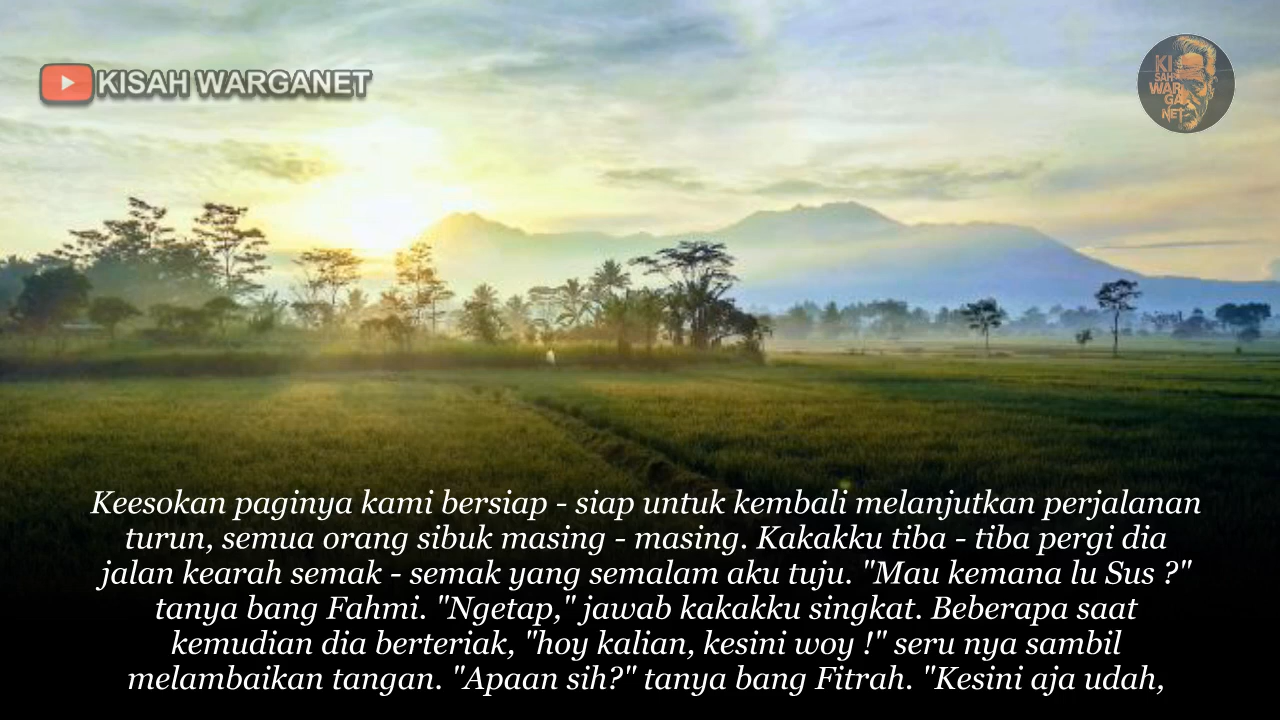 KISAH WARGANET
KI
SAH
WAR
GA
NET
Keesokan paginya kami bersiap - siap untuk kembali melanjutkan perjalanan
turun, semua orang sibuk masing - masing. Kakakku tiba - tiba pergi dia
jalan kearah semak - semak yang semalam aku tuju. "Mau kemana lu Sus ?"
tanya bang Fahmi. "Ngetap," jawab kakakku singkat. Beberapa saat
kemudian dia berteriak, "hoy kalian, kesini woy !" seru nya sambil
melambaikan tangan. "Apaan sih?" tanya bang Fitrah. "Kesini aja udah,